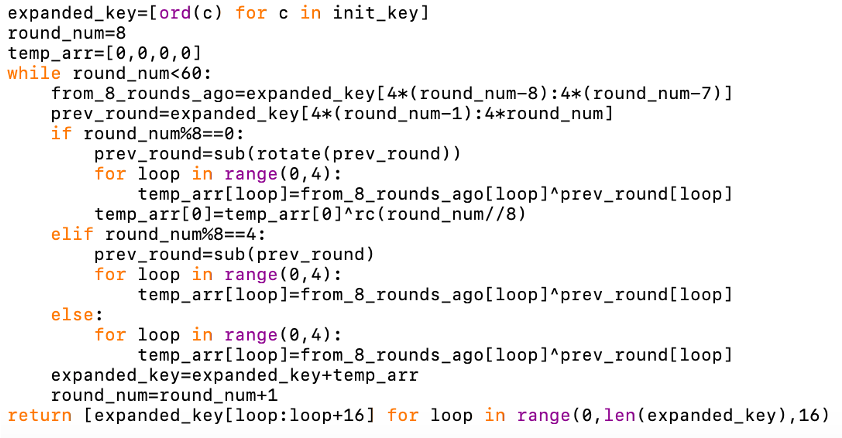 expanded_key=[ord(c) for c in init_key]
round_num=8
temp_arr=[0,0,0,0]
while round_num<60:
    from_8_rounds_ago=expanded_key[4*(round_num-8):4*(round_num-7)]
    prev_round=expanded_key[4*(round_num-1):4*round_num]
    if round_num%8==0:
        prev_round=sub(rotate(prev_round))
        for loop in range(0,4):
            temp_arr[loop]=from_8_rounds_ago[loop]^prev_round[loop]
        temp_arr[0]=temp_arr[0]^rc(round_num//8)
    elif round_num%8==4:
        prev_round=sub(prev_round)
        for loop in range(0,4):
            temp_arr[loop]=from_8_rounds_ago[loop]^prev_round[loop]
    else:
        for loop in range(0,4):
            temp_arr[loop]=from_8_rounds_ago[loop]^prev_round[loop]
    expanded_key=expanded_key+temp_arr
    round_num=round_num+1
return [expanded_key[loop:loop+16] for loop in range(0,len(expanded_key),16)